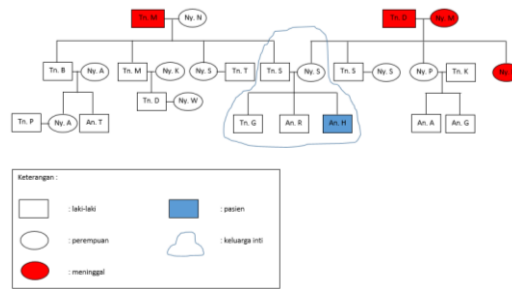 Tn. M Ny. N Tn. D Ny. M
Tn. B Ny. A Tn. M Ny. K Ny. S Tn. T Tn. S Ny. S Tn. S Ny. S Ny. P Tn. K Ny.
Tn. D Ny. W
Tn. P Ny. A An. T Tn. G An. R An. H An. A An. G
Keterangan :
: laki-laki : pasien
: perempuan : keluarga inti
: meninggal